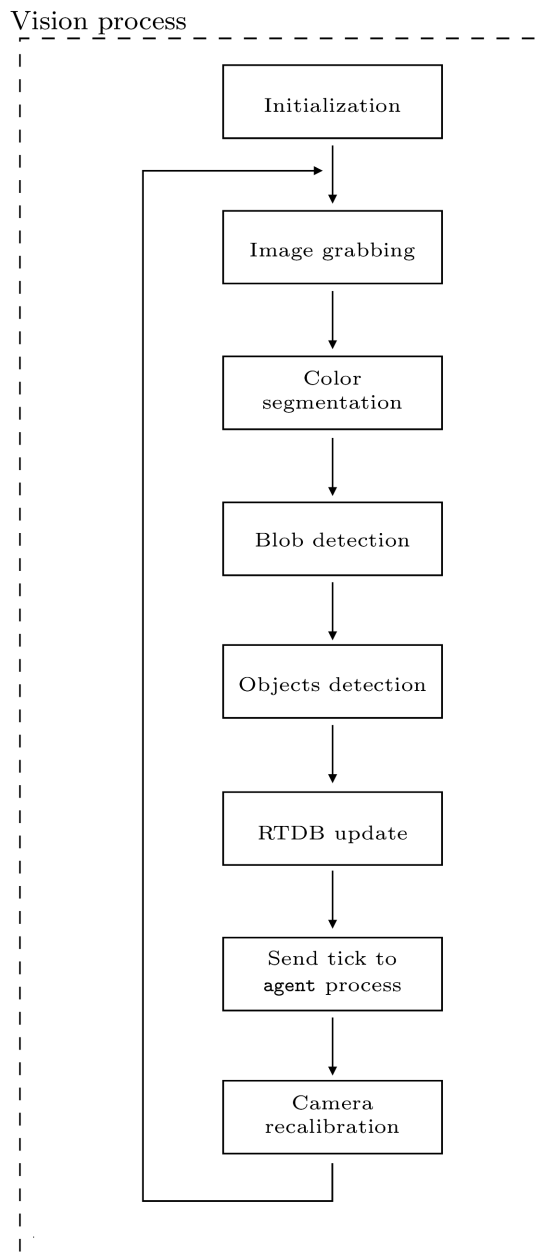 Vision process
Initialization
Image grabbing
Color
segmentation
Blob detection
Objects detection
RTDB update
Send tick to
agent process
Camera
recalibration